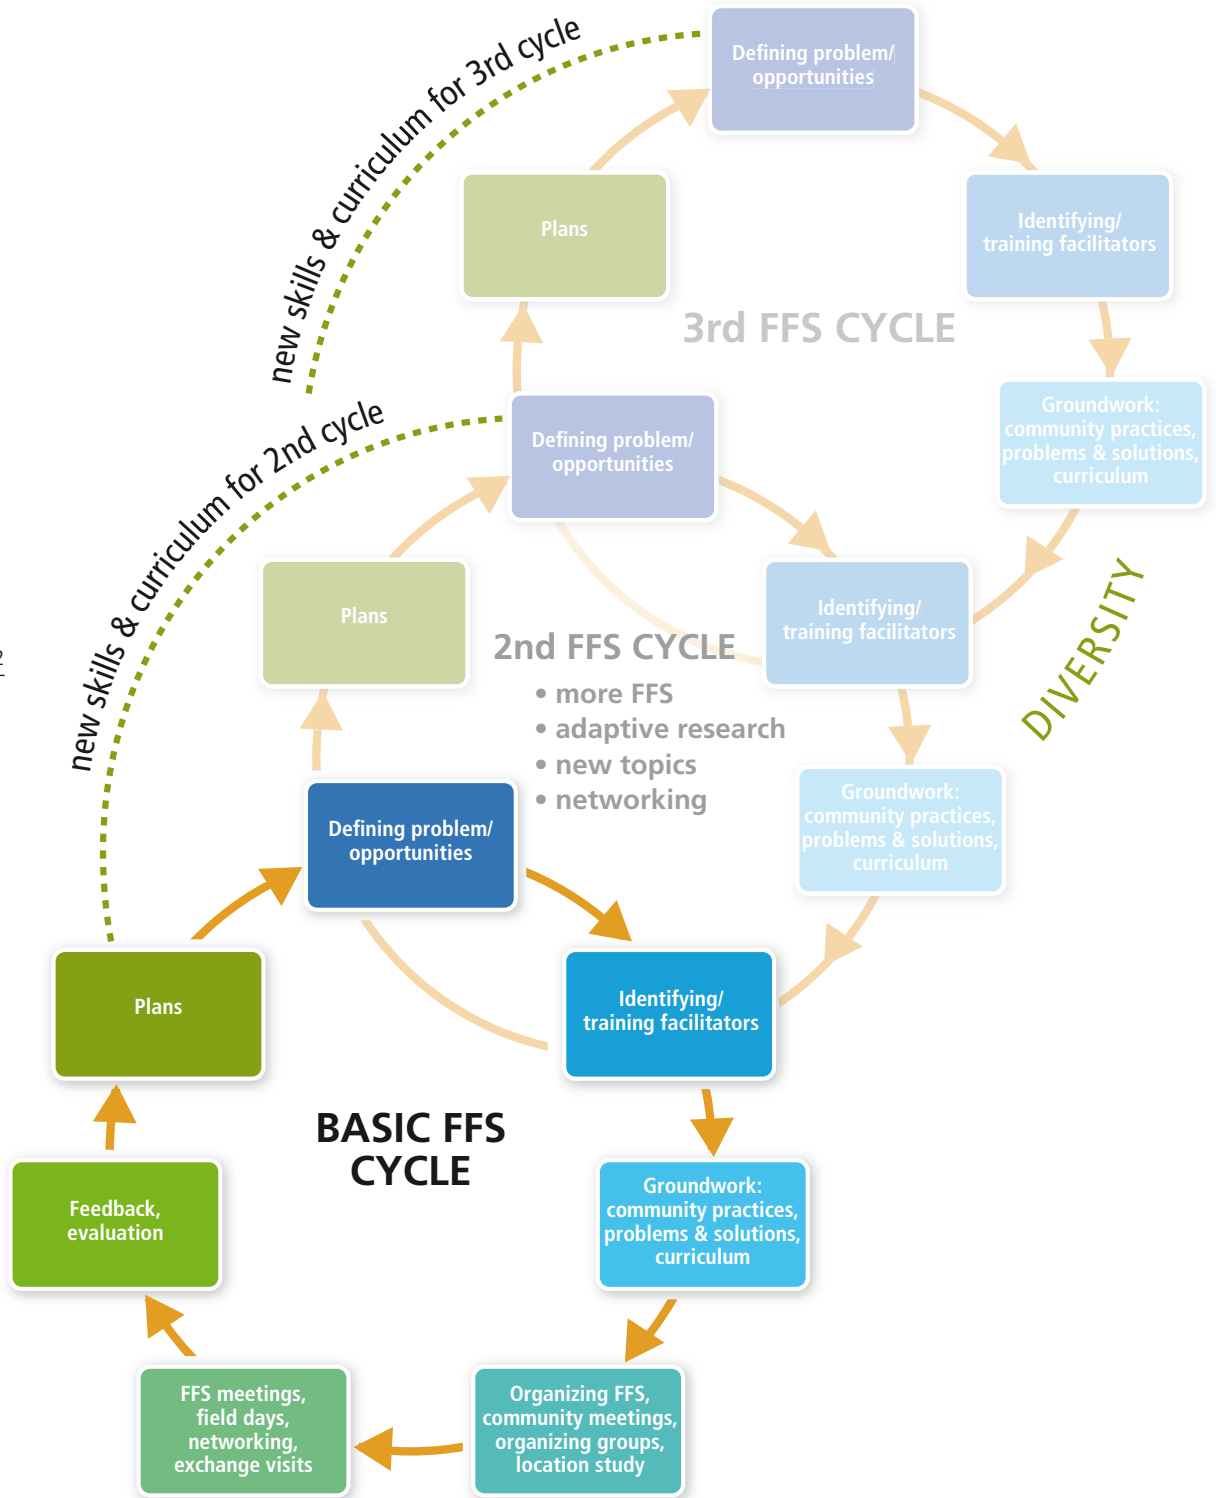 new skills & curriculum for 3rd cycle
Defining problem/
opportunities
Plans
Identifying/
training facilitators
3rd FFS CYCLE
Groundwork:
community practices,
problems & solutions,
curriculum
new skills & curriculum for 2nd cycle
Defining problem/
opportunities
Plans
Identifying/
training facilitators
2nd FFS CYCLE
• more FFS
• adaptive research
• new topics
• networking
DIVERSITY
Groundwork:
community practices,
problems & solutions,
curriculum
Defining problem/
opportunities
Plans
Identifying/
training facilitators
BASIC FFS
CYCLE
Feedback,
evaluation
Groundwork:
community practices,
problems & solutions,
curriculum
FFS meetings,
field days,
networking,
exchange visits
Organizing FFS,
community meetings,
organizing groups,
location study